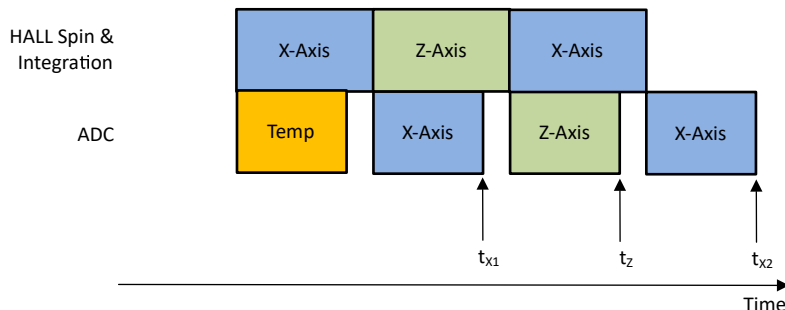 HALL Spin &
Integration
X-Axis
Z-Axis
X-Axis
ADC
Temp
X-Axis
Z-Axis
X-Axis
tX1
tZ
tX2
Time